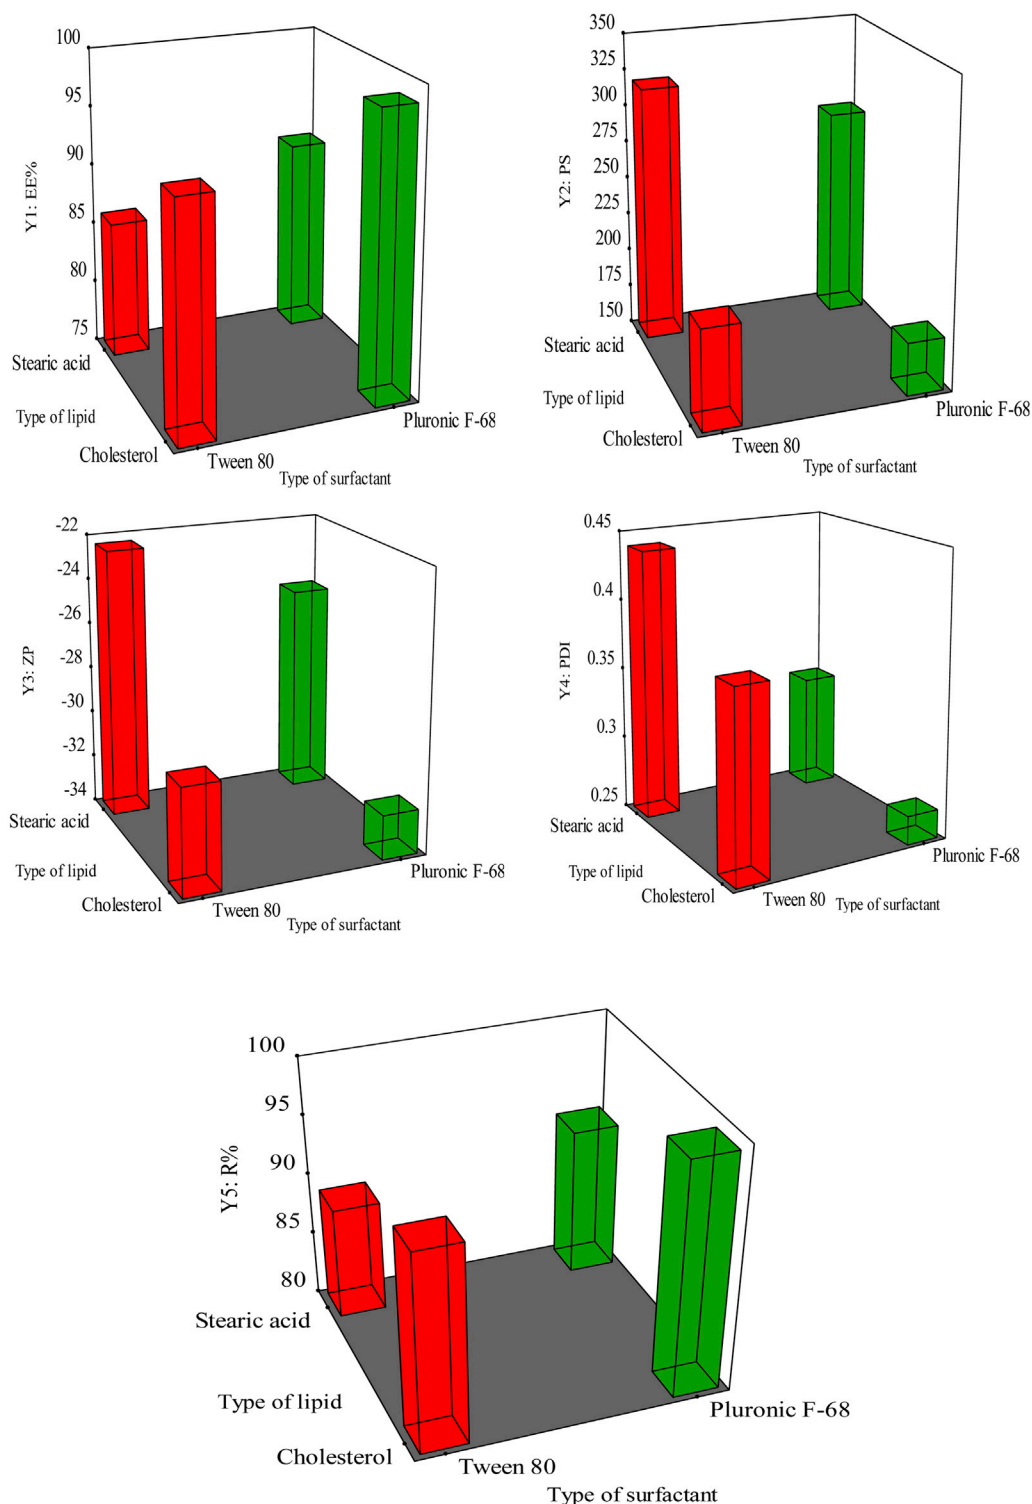 100
95
90
85
80
75
Y1: EE%
Stearic acid
Type of lipid
Cholesterol
Tween 80
Type of surfactant
Pluronic F-68
350
325
300
275
250
225
200
175
150
Y2: PS
Stearic acid
Type of lipid
Cholesterol
Tween 80
Type of surfactant
Pluronic F-68
-22
-24
-26
-28
-30
-32
-34
Y3: ZP
Stearic acid
Type of lipid
Cholesterol
Tween 80
Type of surfactant
Pluronic F-68
0.45
0.4
0.35
0.3
0.25
Y4: PDI
Stearic acid
Type of lipid
Cholesterol
Tween 80
Type of surfactant
Pluronic F-68
100
95
90
85
80
Y5: R%
Stearic acid
Type of lipid
Cholesterol
Tween 80
Type of surfactant
Pluronic F-68